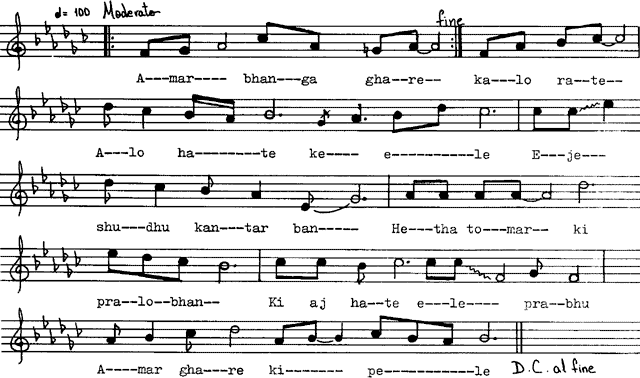 ♩= 100 Moderato
fine
A---mar---- bhan---ga gha--re-- ka--lo ra--te--
A---lo ha------te ke---- e----------le E---je---
shu---dhu kan---tar ban----- He---tha to---mar-- ki
pra--lo--bhan-- Ki aj ha--te e--le---- pra--bhu
A----mar gha---re ki------- pe-----------le D.C. al fine